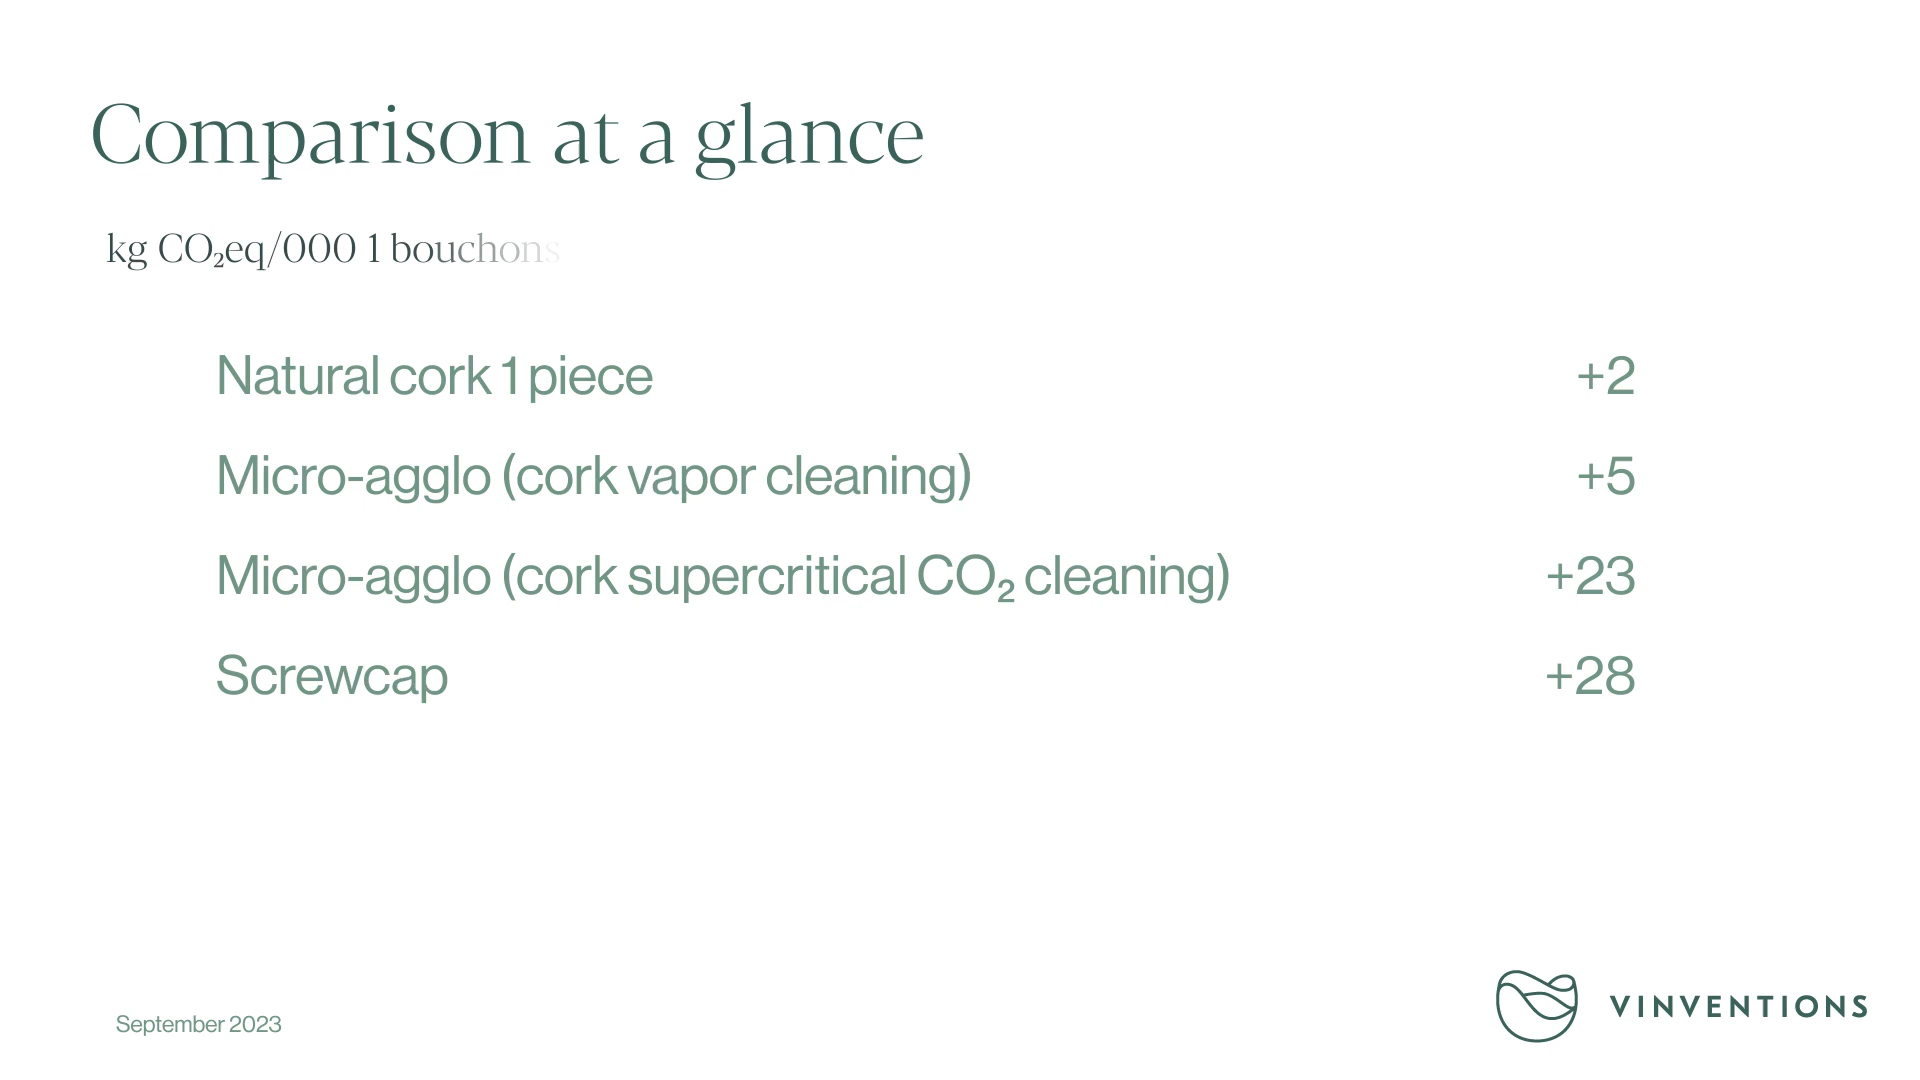 Comparison at a glance
kg CO₂eq/000 1 bouchons
Natural cork 1 piece +2
Micro-agglo (cork vapor cleaning) +5
Micro-agglo (cork supercritical CO₂ cleaning) +23
Screwcap +28
September 2023
VINVENTIONS